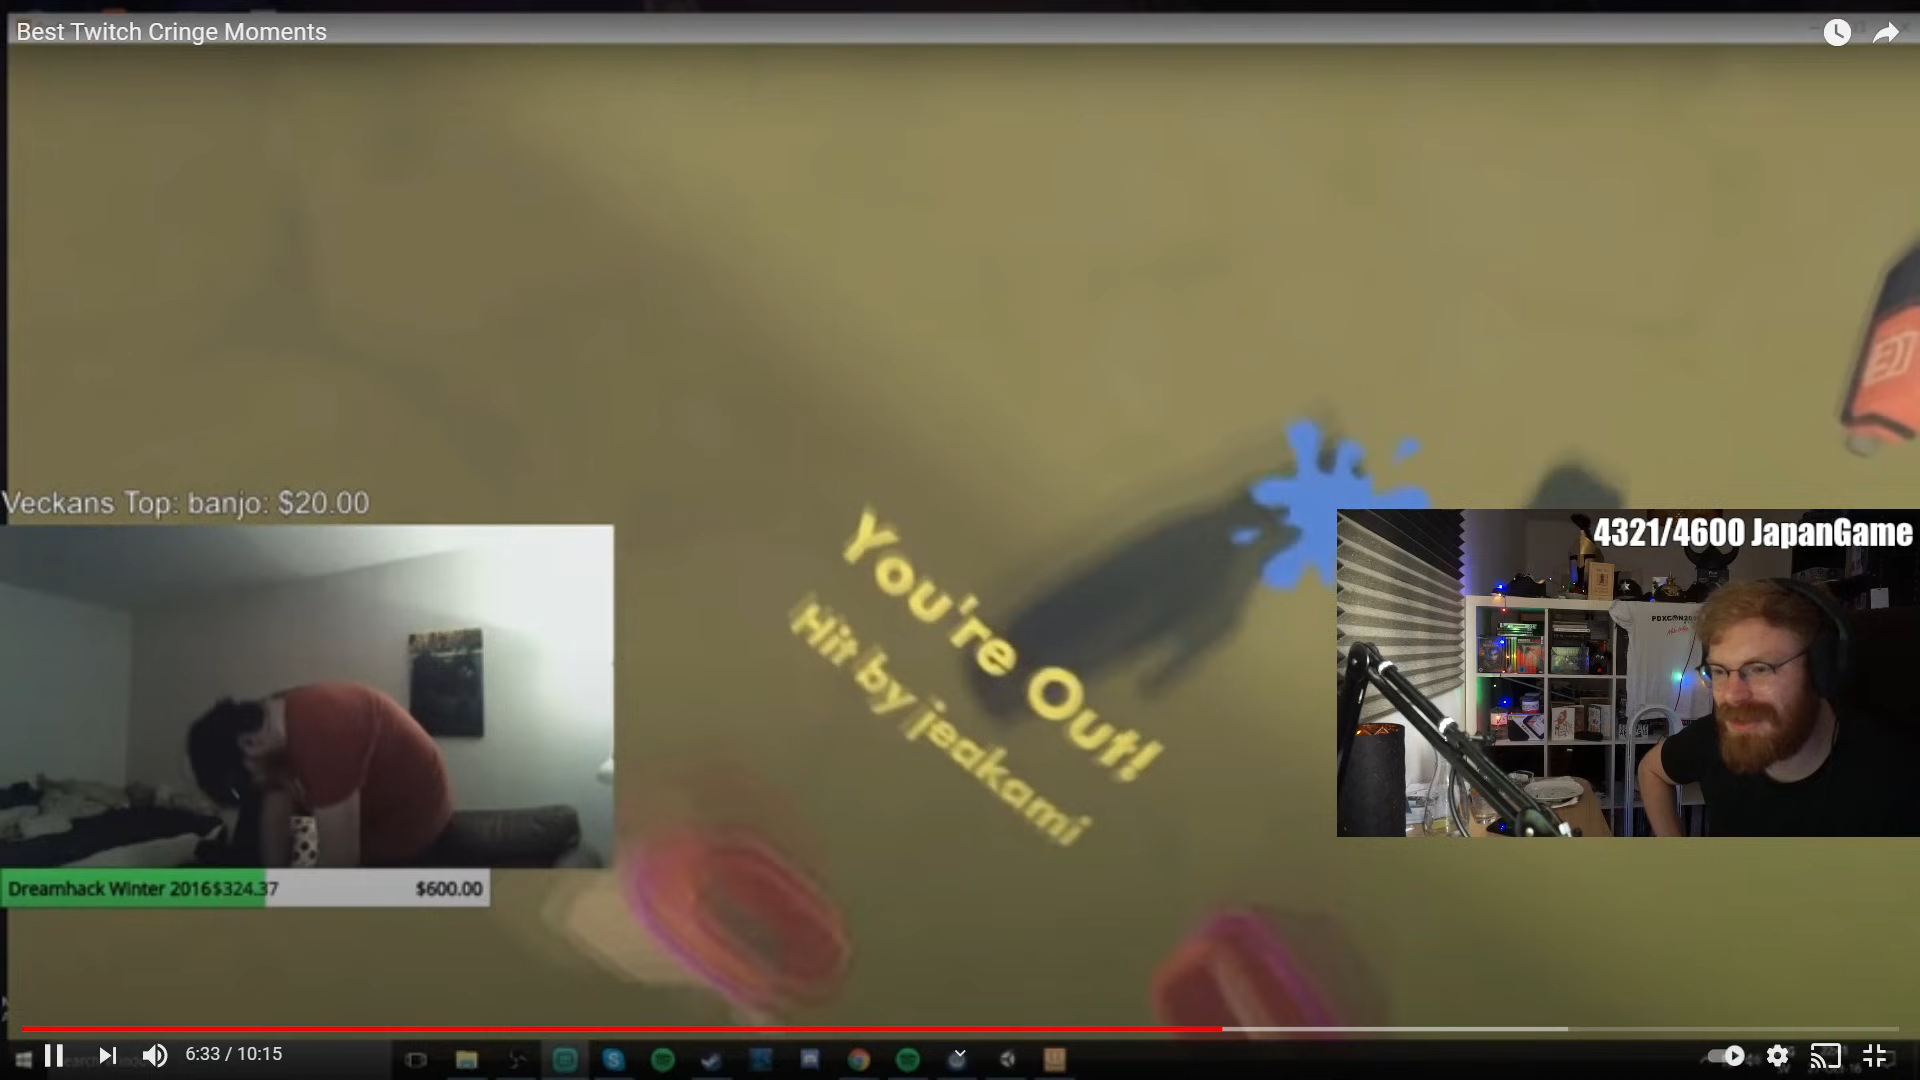 Best Twitch Cringe Moments
Veckans Top: banjo: $20.00
You're Out!
Hit by jeakami
4321/4600 JapanGame
PDXCON20
Dreamhack Winter 2016$324.37
$600.00
6:33 / 10:15